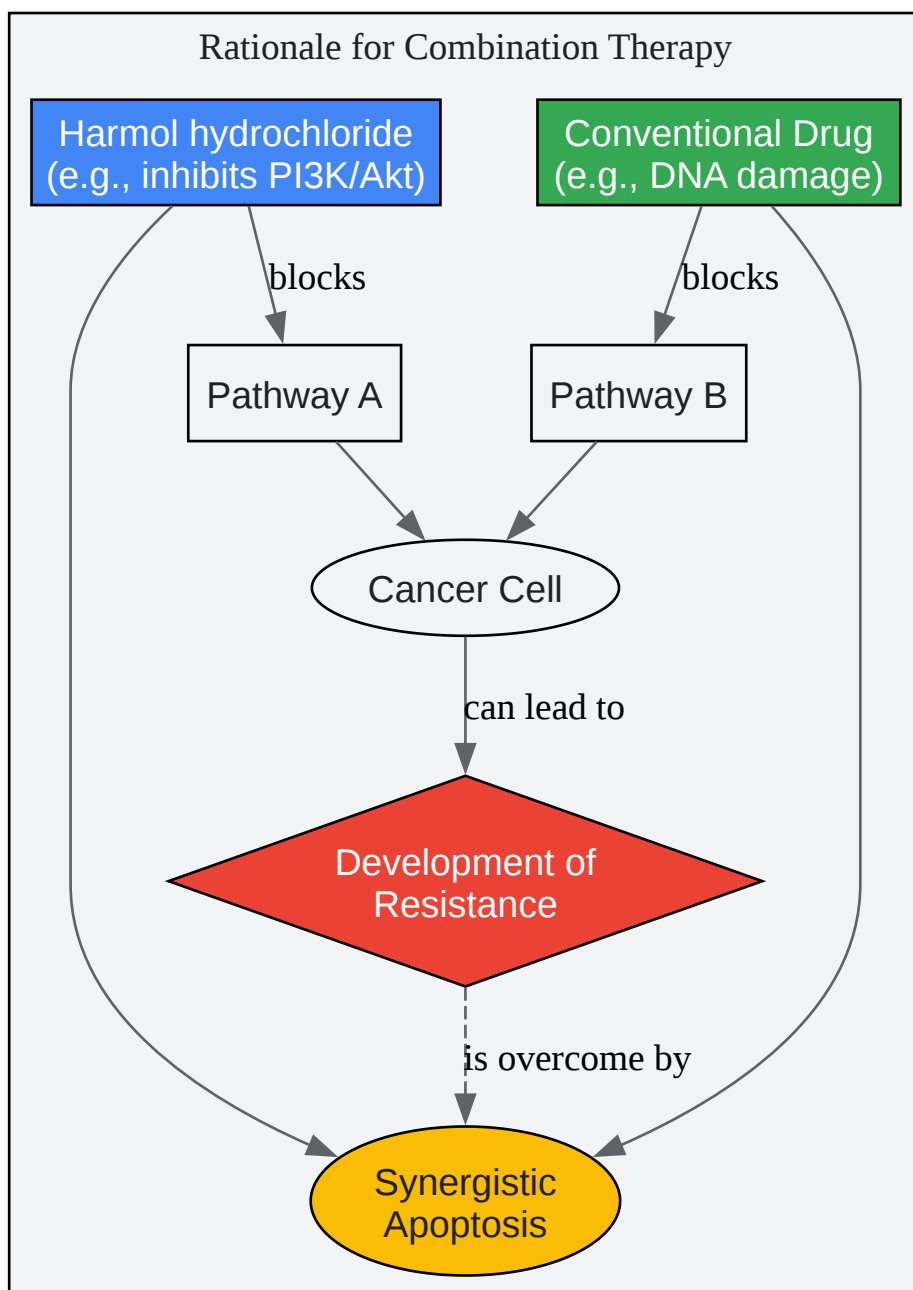 Rationale for Combination Therapy
Harmol hydrochloride
(e.g., inhibits PI3K/Akt)
Conventional Drug
(e.g., DNA damage)
blocks
blocks
Pathway A
Pathway B
Cancer Cell
can lead to
Development of
Resistance
is overcome by
Synergistic
Apoptosis